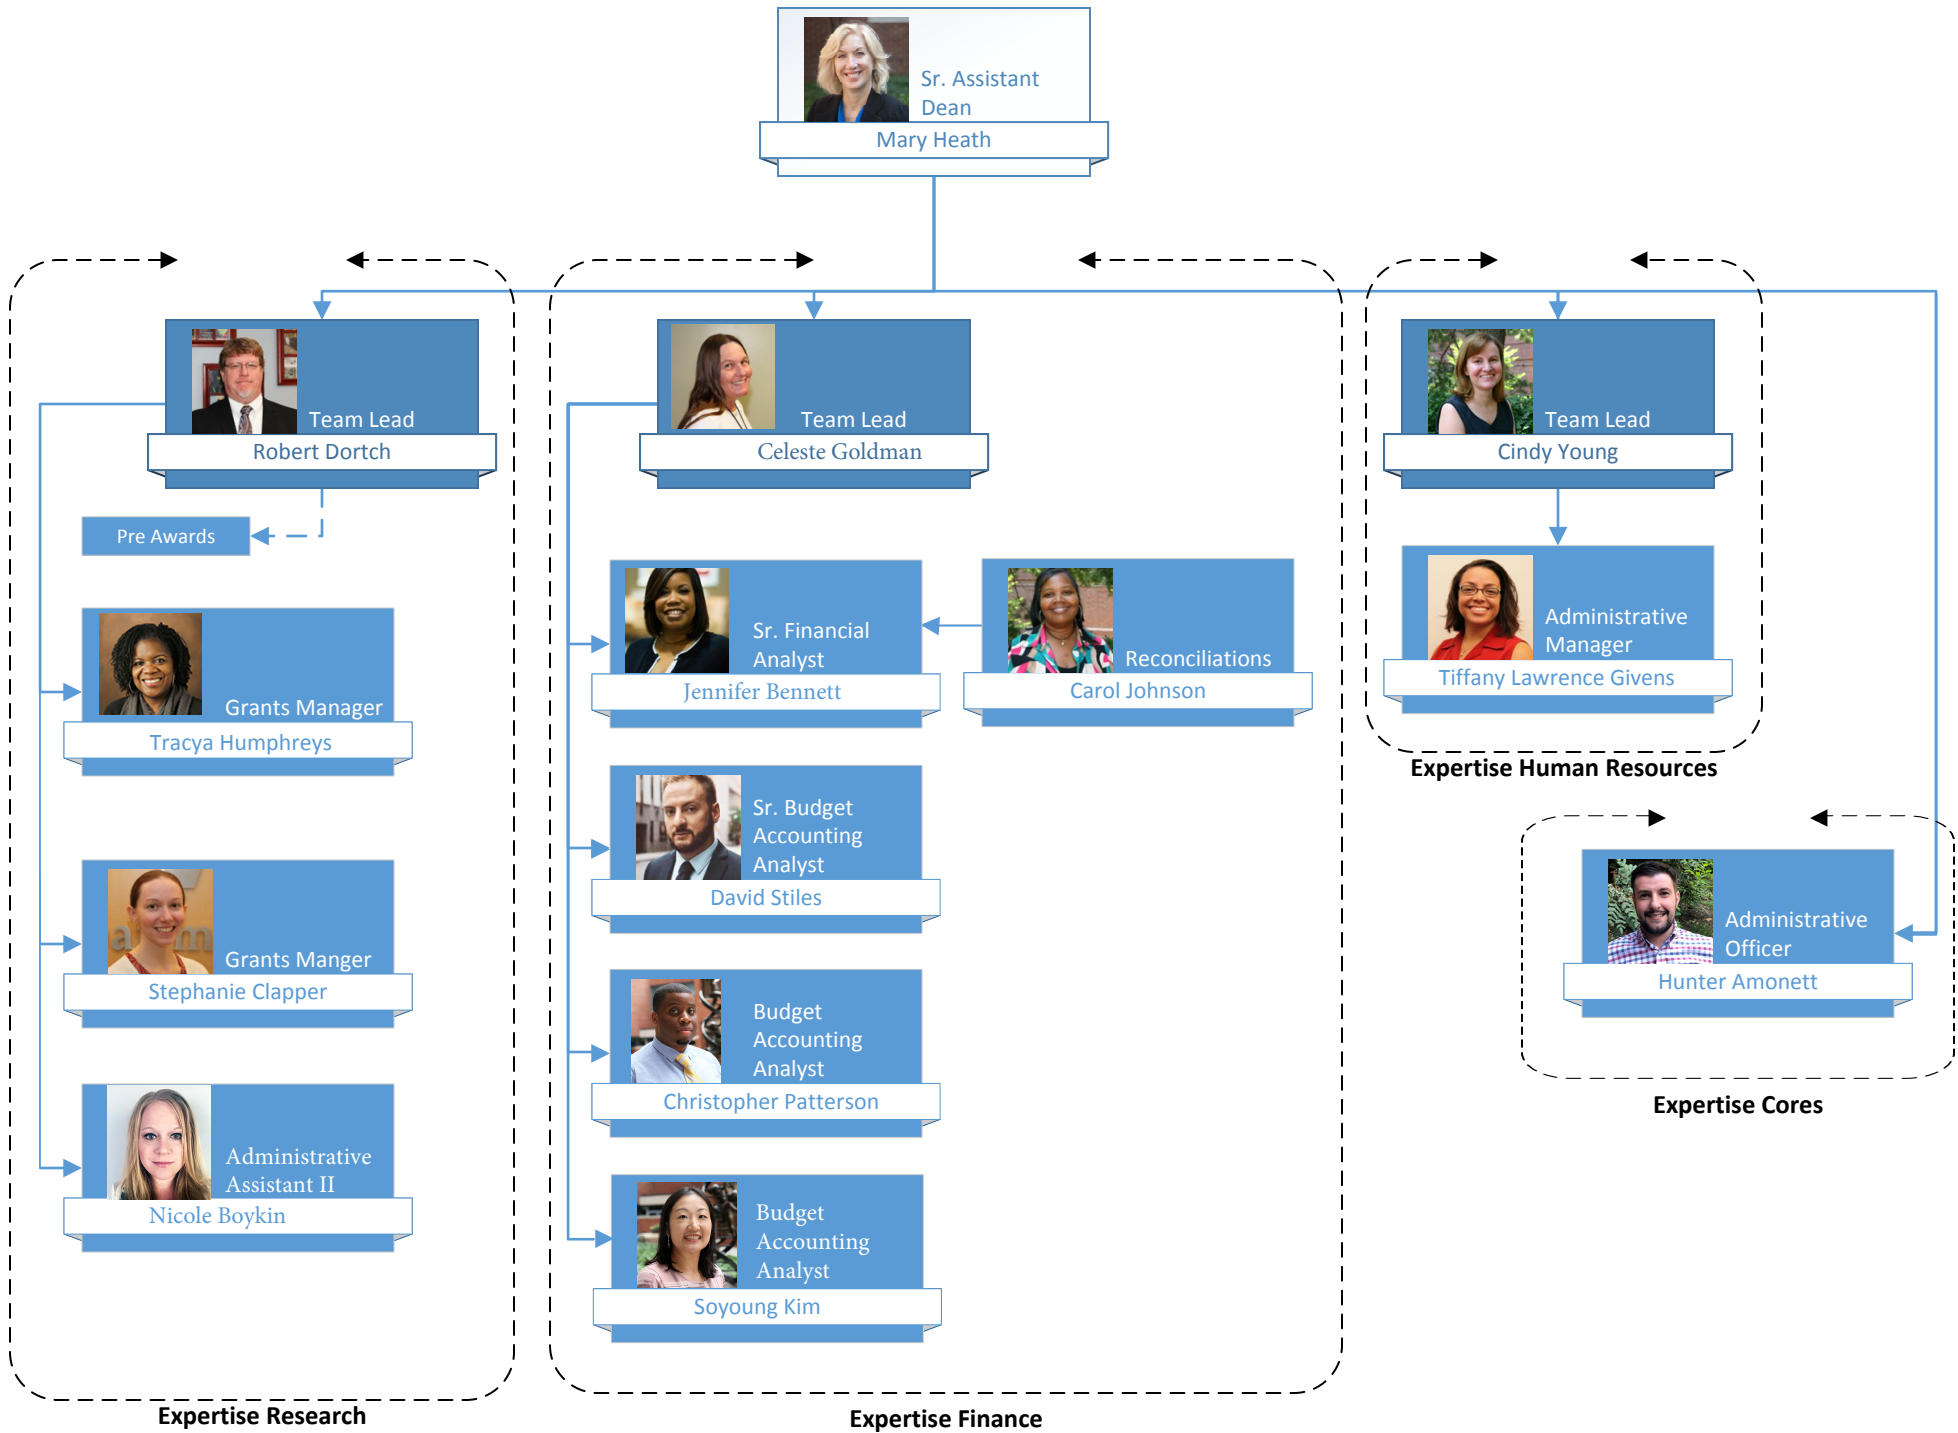 Sr. Assistant
Dean
Mary Heath
Team Lead
Robert Dortch
Pre Awards
Grants Manager
Tracya Humphreys
Grants Manger
Stephanie Clapper
Administrative
Assistant II
Nicole Boykin
Expertise Research
Team Lead
Celeste Goldman
Sr. Financial
Analyst
Jennifer Bennett
Reconciliations
Carol Johnson
Sr. Budget
Accounting
Analyst
David Stiles
Budget
Accounting
Analyst
Christopher Patterson
Budget
Accounting
Analyst
Soyoung Kim
Expertise Finance
Team Lead
Cindy Young
Administrative
Manager
Tiffany Lawrence Givens
Expertise Human Resources
Administrative
Officer
Hunter Amonett
Expertise Cores